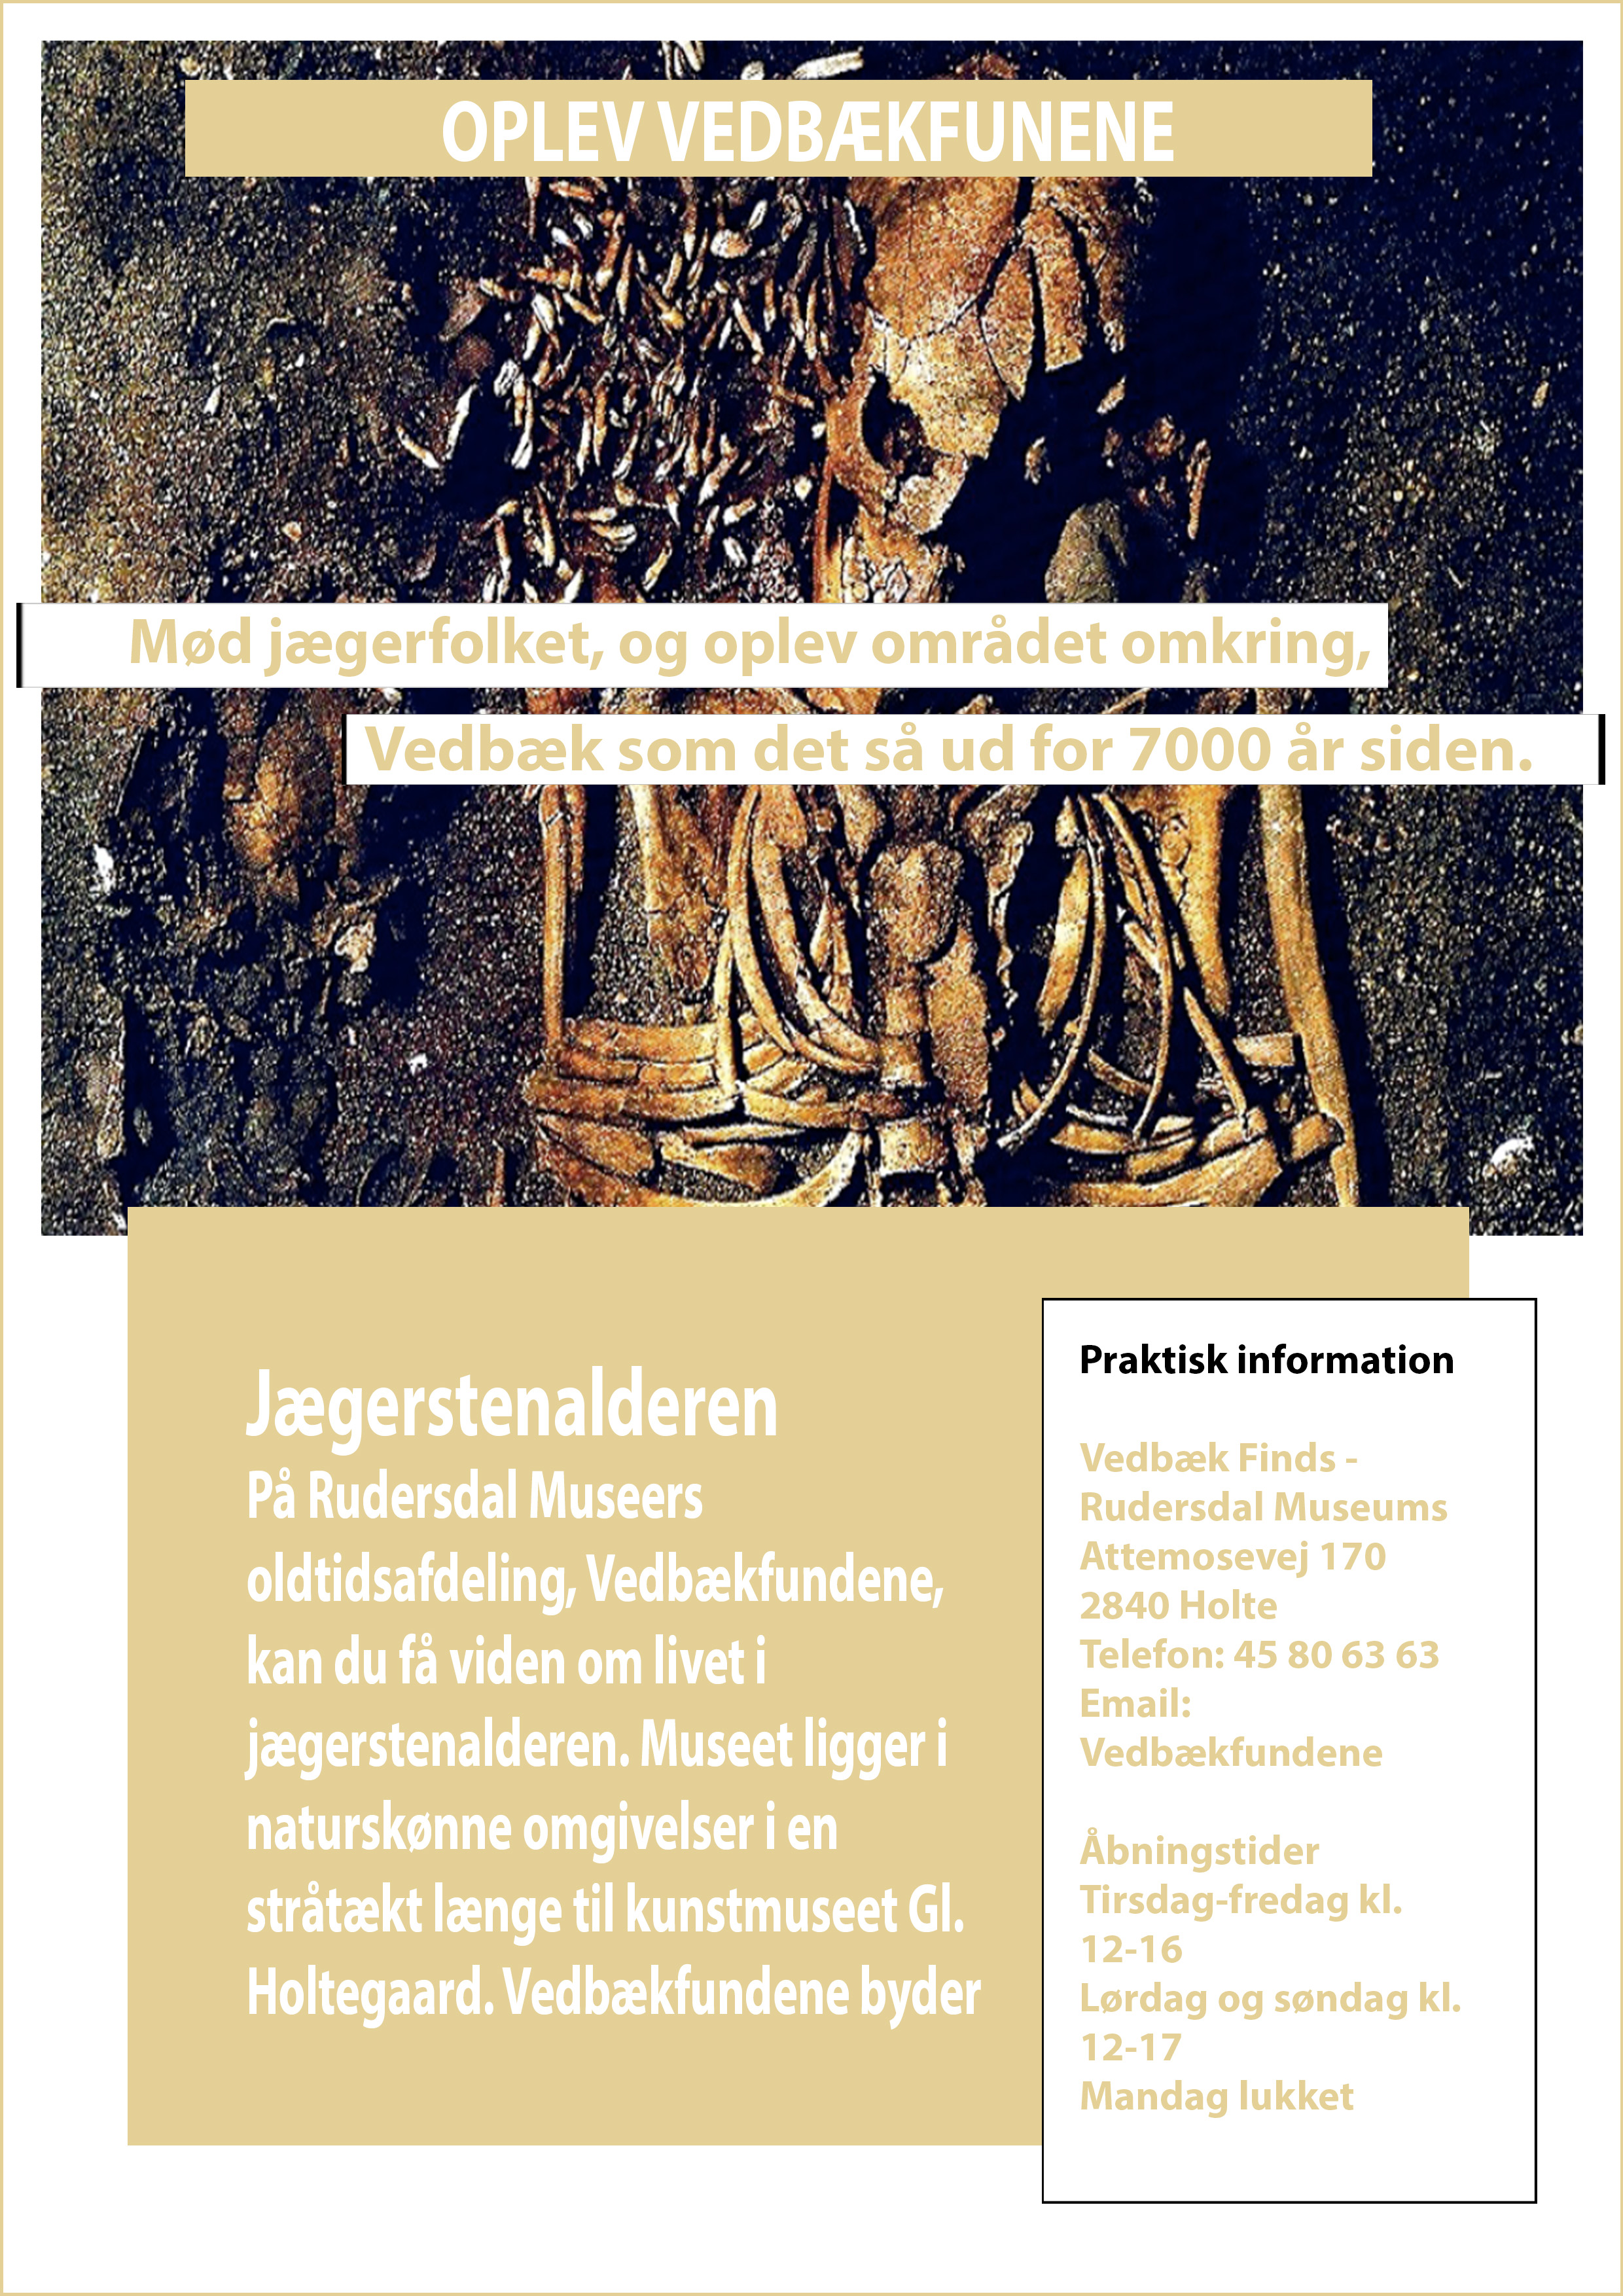 OPLEV VEDBÆKFUNENE
Mød jægerfolket, og oplev området omkring,
Vedbæk som det så ud for 7000 år siden.
Jægerstenalderen
På Rudersdal Museers
oldtidsafdeling, Vedbækfundene,
kan du få viden om livet i
jægerstenalderen. Museet ligger i
naturskønne omgivelser i en
stråtækt længe til kunstmuseet Gl.
Holtegaard. Vedbækfundene byder
Praktisk information
Vedbæk Finds -
Rudersdal Museums
Attemosevej 170
2840 Holte
Telefon: 45 80 63 63
Email:
Vedbækfundene
Åbningstider
Tirsdag-fredag kl.
12-16
Lørdag og søndag kl.
12-17
Mandag lukket